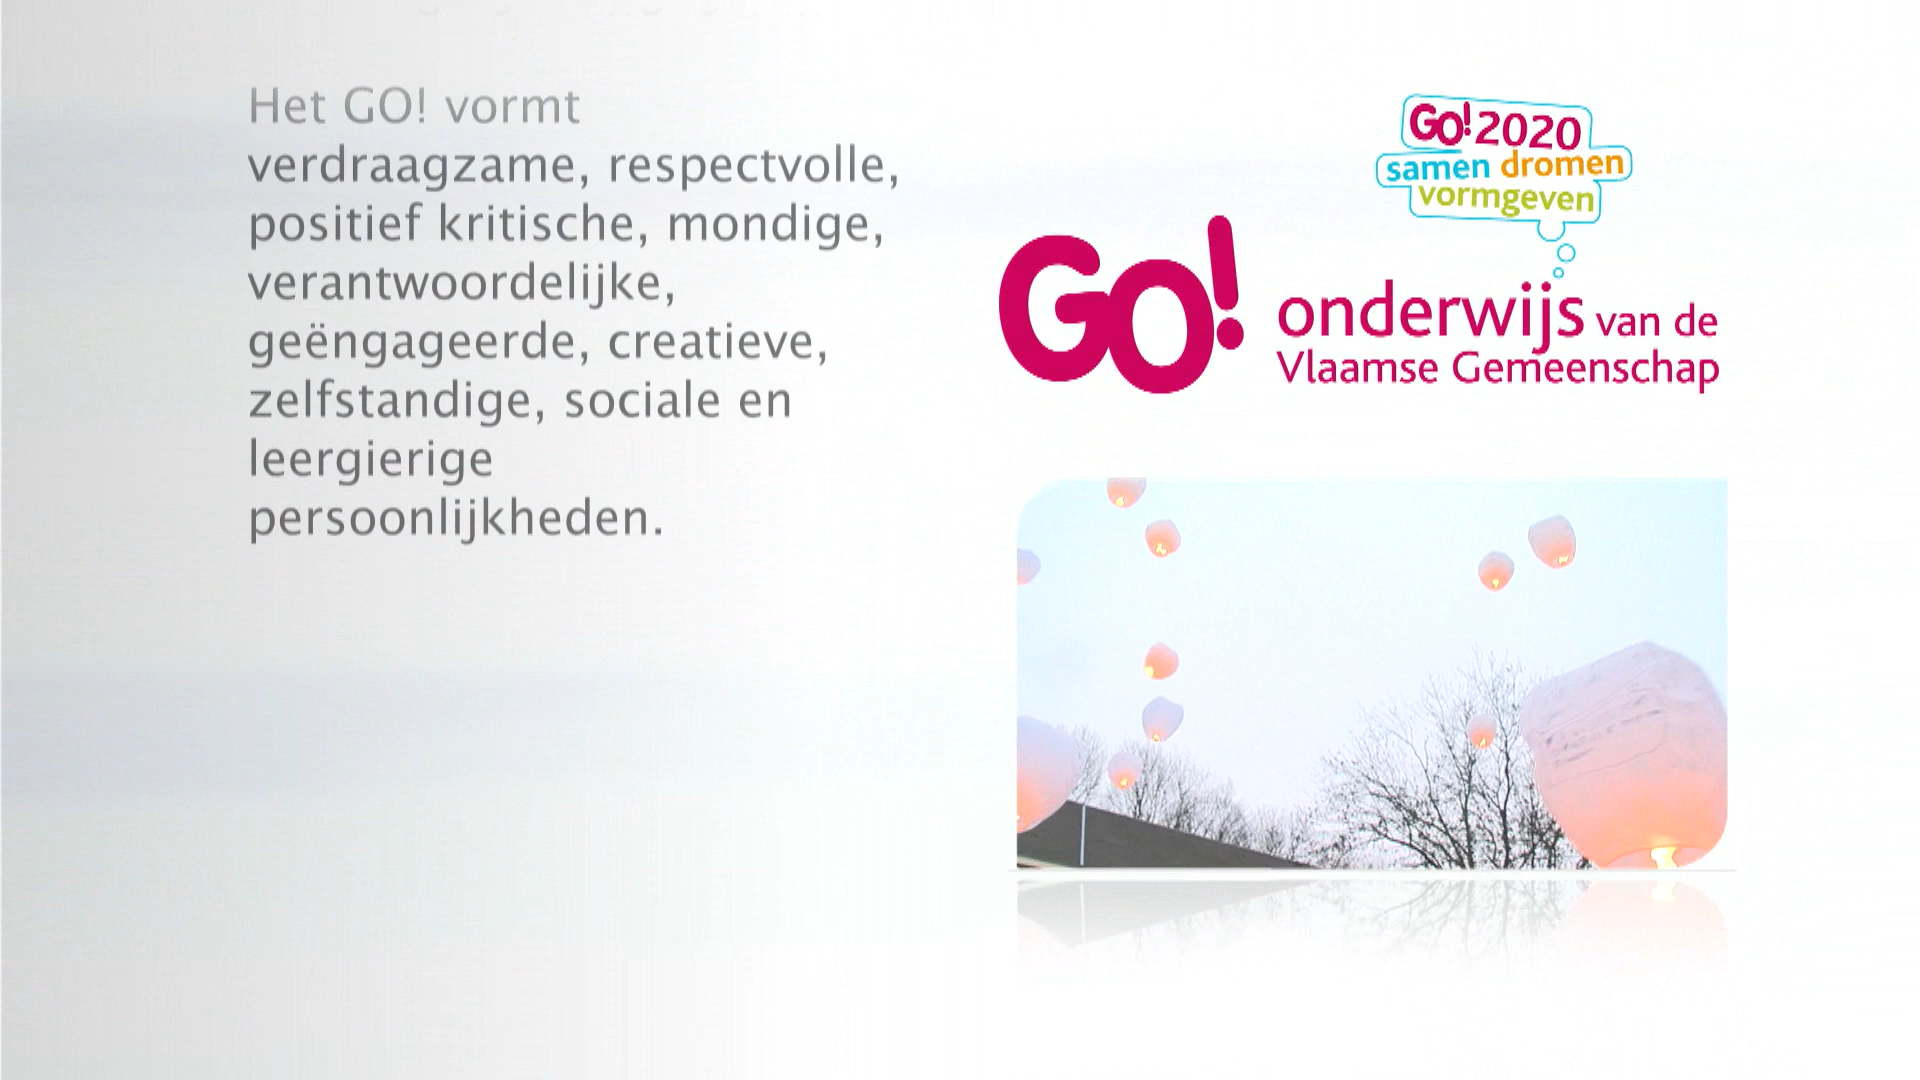 Het GO! vormt
verdraagzame, respectvolle,
positief kritische, mondige,
verantwoordelijke,
geëngageerde, creatieve,
zelfstandige, sociale en
leergierige
persoonlijkheden.
GO! 2020
samen dromen
vormgeven
GO! onderwijs van de
Vlaamse Gemeenschap